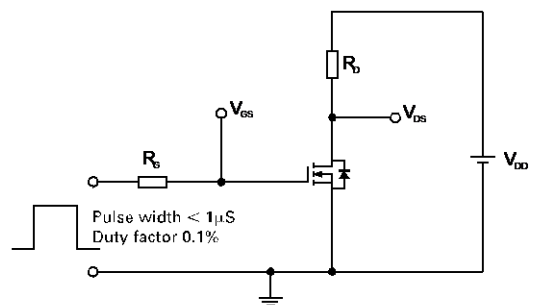 R_D
V_GS
V_DS
R_G
V_DD
Pulse width < 1µS
Duty factor 0.1%